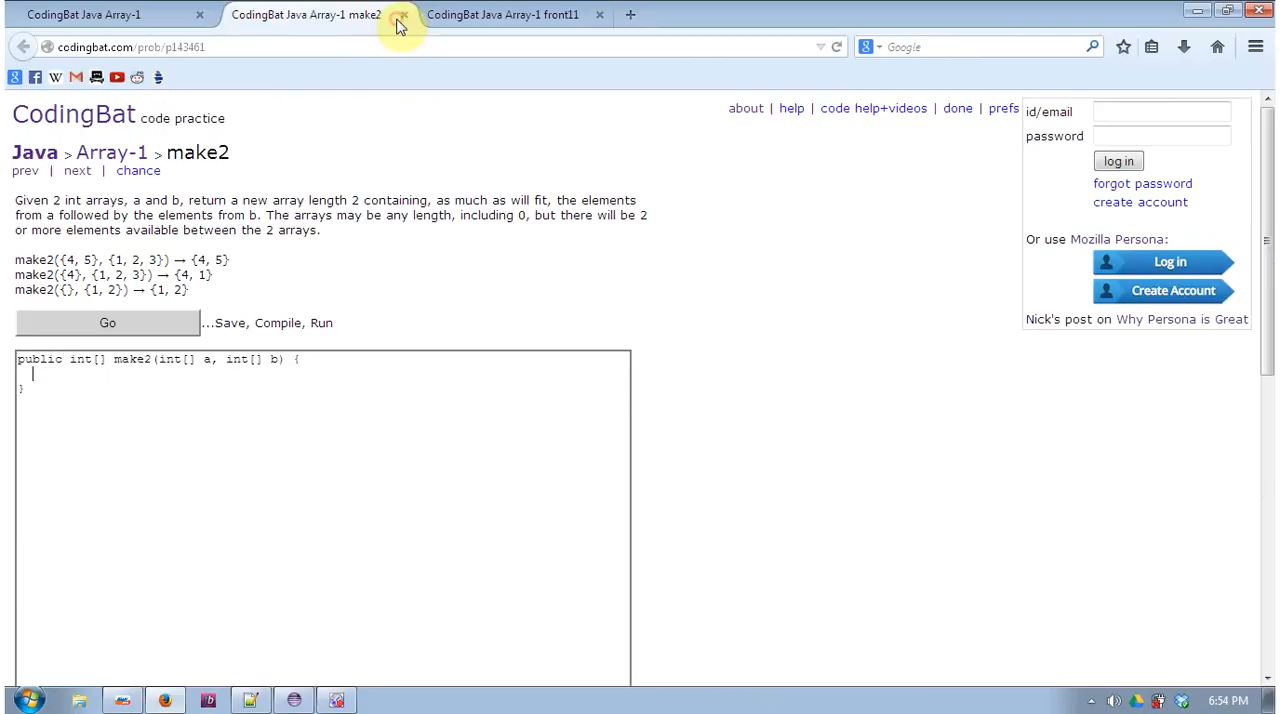 CodingBat Java Array-1
CodingBat Java Array-1 make2
CodingBat Java Array-1 front11
codingbat.com/prob/p143461
Google
CodingBat code practice
about | help | code help+videos | done | prefs
id/email
password
log in
forgot password
create account
Or use Mozilla Persona:
Log in
Create Account
Nick's post on Why Persona is Great
Java > Array-1 > make2
prev | next | chance
Given 2 int arrays, a and b, return a new array length 2 containing, as much as will fit, the elements
from a followed by the elements from b. The arrays may be any length, including 0, but there will be 2
or more elements available between the 2 arrays.
make2({4, 5}, {1, 2, 3}) → {4, 5}
make2({4}, {1, 2, 3}) → {4, 1}
make2({}, {1, 2}) → {1, 2}
Go
...Save, Compile, Run
public int[] make2(int[] a, int[] b) {
}
6:54 PM